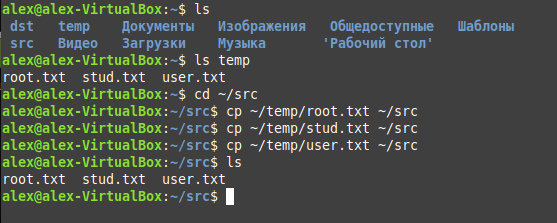 alex@alex-VirtualBox:~$ ls
dst temp Документы Изображения Общедоступные Шаблоны
src Видео Загрузки Музыка 'Рабочий стол'
alex@alex-VirtualBox:~$ ls temp
root.txt stud.txt user.txt
alex@alex-VirtualBox:~$ cd ~/src
alex@alex-VirtualBox:~/src$ cp ~/temp/root.txt ~/src
alex@alex-VirtualBox:~/src$ cp ~/temp/stud.txt ~/src
alex@alex-VirtualBox:~/src$ cp ~/temp/user.txt ~/src
alex@alex-VirtualBox:~/src$ ls
root.txt stud.txt user.txt
alex@alex-VirtualBox:~/src$